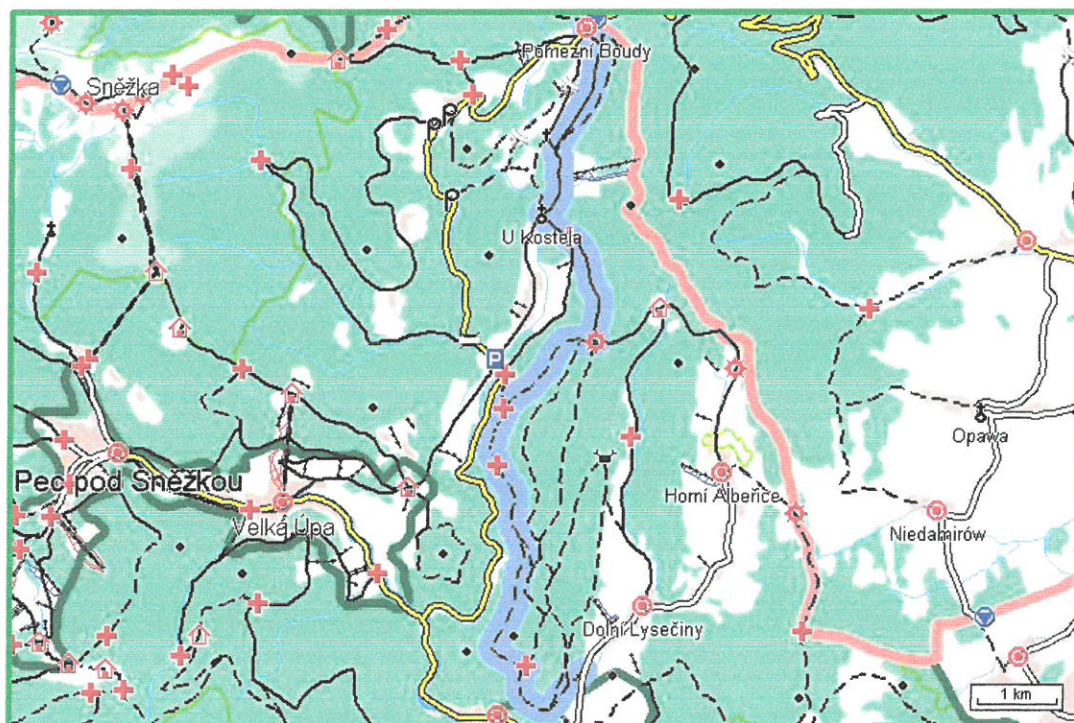 Pomezní Boudy
Sněžka
U Kostela
P
Opawa
Pec pod Sněžkou
Horní Albeřice
Velká Úpa
Niedamirów
Dolní Lysečiny
1 km